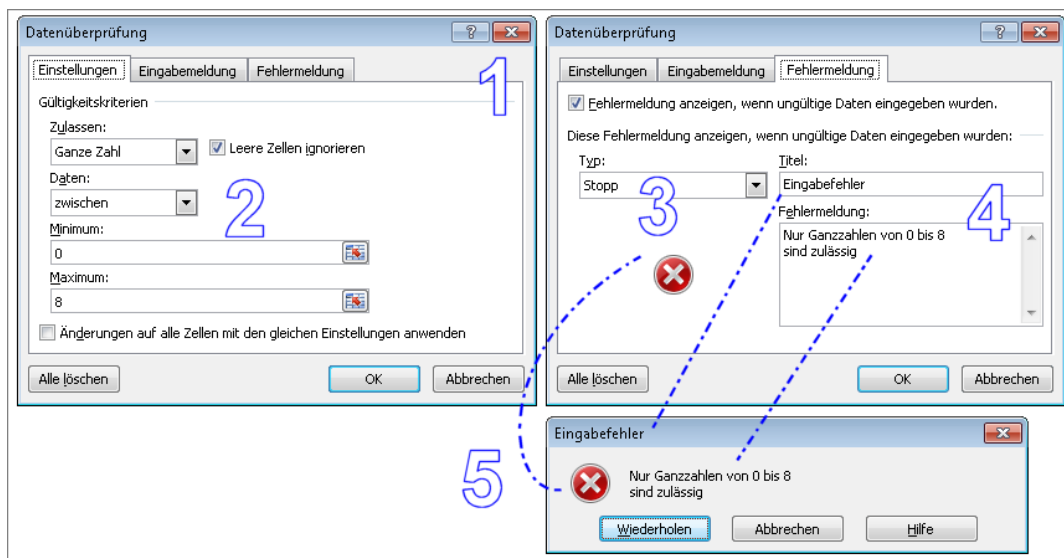 Datenüberprüfung
Einstellungen Eingabemeldung Fehlermeldung
1
Gültigkeitskriterien
Zulassen:
Ganze Zahl Leere Zellen ignorieren
Daten:
zwischen
2
Minimum:
0
Maximum:
8
Änderungen auf alle Zellen mit den gleichen Einstellungen anwenden
Alle löschen OK Abbrechen
Datenüberprüfung
Einstellungen Eingabemeldung Fehlermeldung
Fehlermeldung anzeigen, wenn ungültige Daten eingegeben wurden.
Diese Fehlermeldung anzeigen, wenn ungültige Daten eingegeben wurden:
Typ:
Stopp
3
Titel:
Eingabefehler
4
Fehlermeldung:
Nur Ganzzahlen von 0 bis 8
sind zulässig
Alle löschen OK Abbrechen
5
Eingabefehler
Nur Ganzzahlen von 0 bis 8
sind zulässig
Wiederholen Abbrechen Hilfe